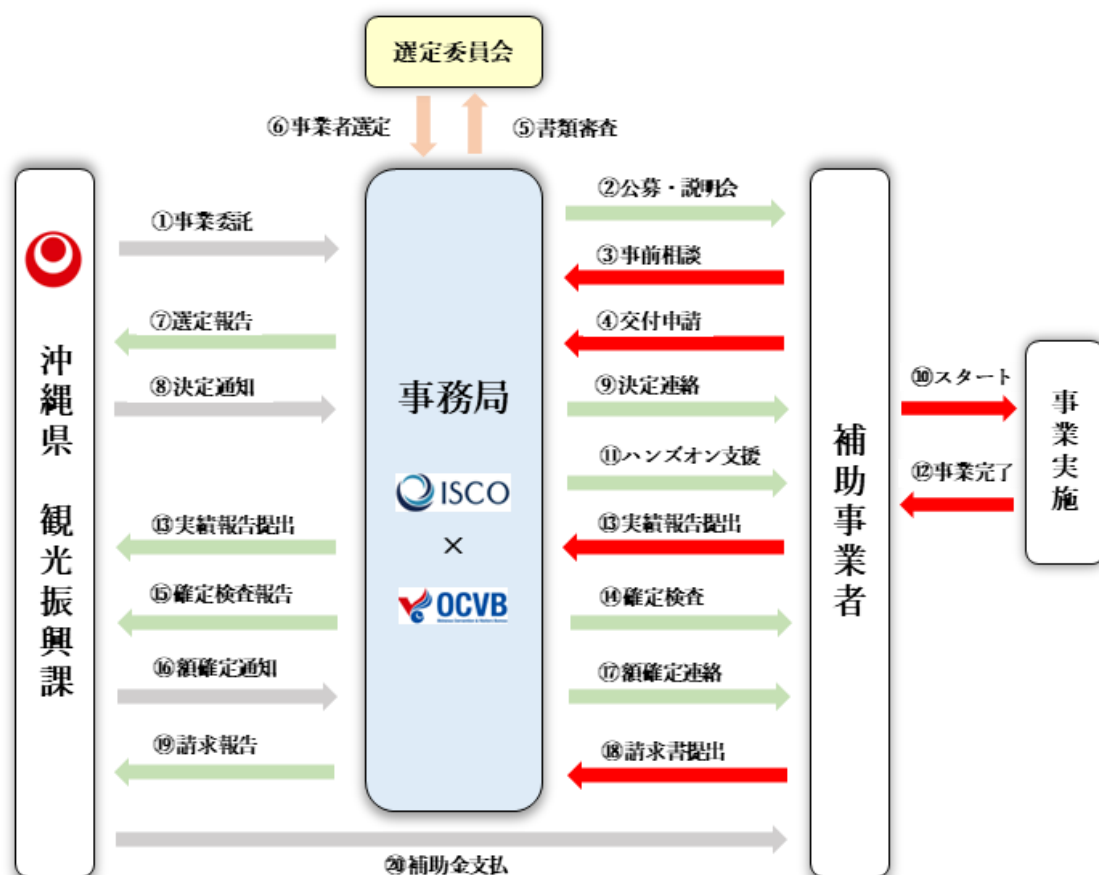 選定委員会
⑥事業者選定
⑤書類審査
②公募・説明会
①事業委託
③事前相談
⑦選定報告
④交付申請
⑧決定通知
⑨決定連絡
⑩スタート
⑪ハンズオン支援
⑫事業完了
⑬実績報告提出
⑬実績報告提出
⑮確定検査報告
⑭確定検査
⑯額確定通知
⑰額確定連絡
⑲請求報告
⑱請求書提出
⑳補助金支払
沖縄県 観光振興課
事務局
ISCO
×
OCVB
補助事業者
事業実施